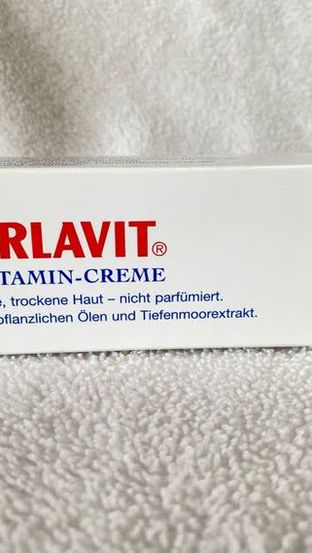 RLAVIT®
TAMIN-CREME
e, trockene Haut – nicht parfümiert.
pflanzlichen Ölen und Tiefenmoorextrakt.